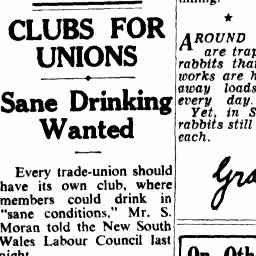 CLUBS FOR
UNIONS
Sane Drinking
Wanted
Every trade-union should
have its own club, where
members could drink in
"sane conditions," Mr. S.
Moran told the New South
Wales Labour Council last
night.
AROUND
are trap
rabbits that
works are h
away loads
every day.
Yet, in S
rabbits still
each.